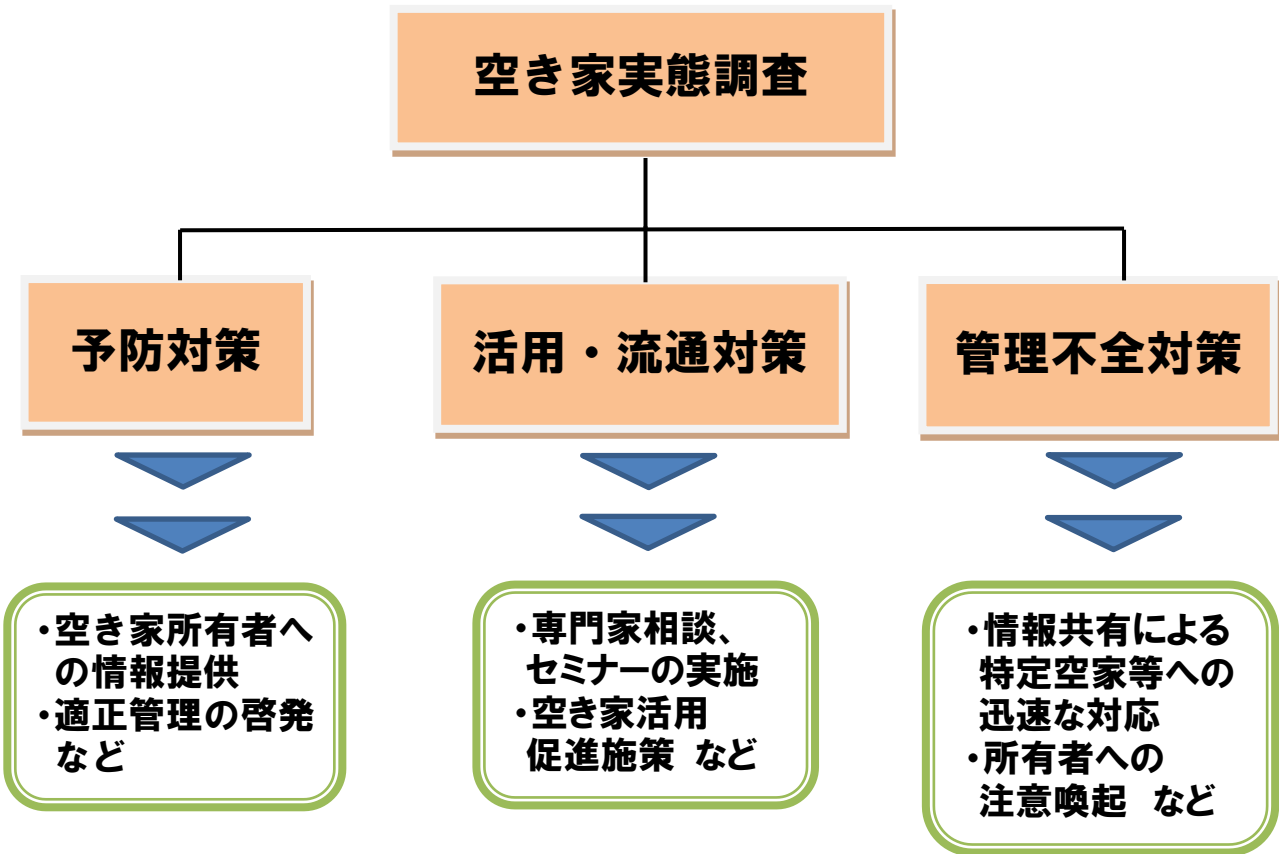 空き家実態調査
予防対策
活用・流通対策
管理不全対策
・空き家所有者へ
の情報提供
・適正管理の啓発
など
・専門家相談、
セミナーの実施
・空き家活用
促進施策 など
・情報共有による
特定空家等への
迅速な対応
・所有者への
注意喚起 など